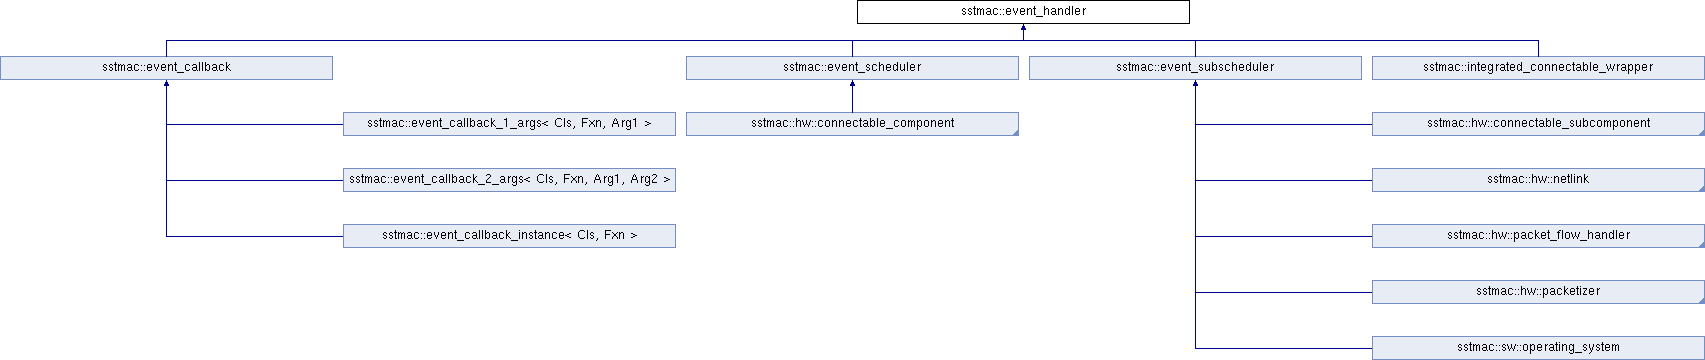 sstmac::event_handler
sstmac::event_callback
sstmac::event_scheduler
sstmac::event_subscheduler
sstmac::integrated_connectable_wrapper
sstmac::event_callback_1_args< Cls, Fxn, Arg1 >
sstmac::hw::connectable_component
sstmac::hw::connectable_subcomponent
sstmac::event_callback_2_args< Cls, Fxn, Arg1, Arg2 >
sstmac::hw::netlink
sstmac::event_callback_instance< Cls, Fxn >
sstmac::hw::packet_flow_handler
sstmac::hw::packetizer
sstmac::sw::operating_system